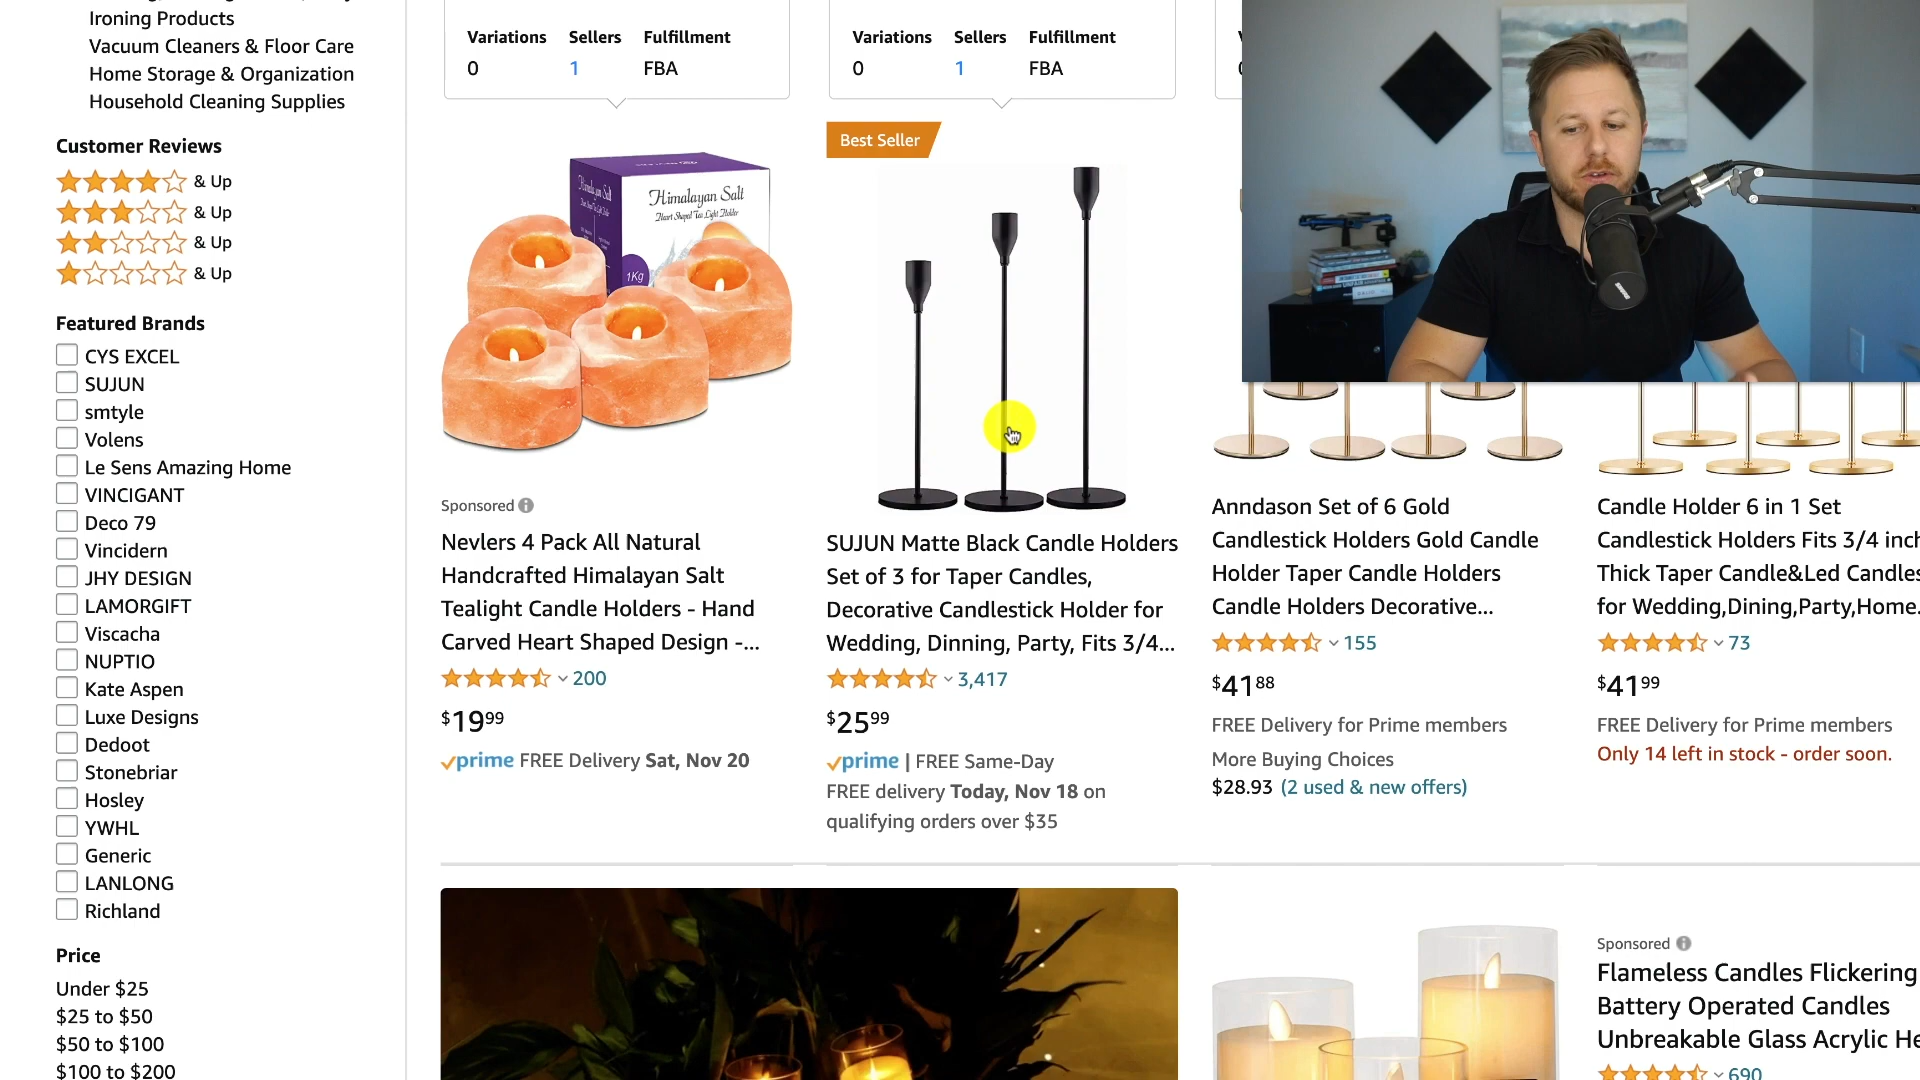 Ironing Products
Vacuum Cleaners & Floor Care
Home Storage & Organization
Household Cleaning Supplies
Customer Reviews
& Up
& Up
& Up
& Up
Featured Brands
CYS EXCEL
SUJUN
smtyle
Volens
Le Sens Amazing Home
VINCIGANT
Deco 79
Vincidern
JHY DESIGN
LAMORGIFT
Viscacha
NUPTIO
Kate Aspen
Luxe Designs
Dedoot
Stonebriar
Hosley
YWHL
Generic
LANLONG
Richland
Price
Under $25
$25 to $50
$50 to $100
$100 to $200
Variations Sellers Fulfillment
0 1 FBA
Himalayan Salt
Heart Shaped Tea Light Holder
Himalayan Salt
1Kg
Sponsored
Nevlers 4 Pack All Natural
Handcrafted Himalayan Salt
Tealight Candle Holders - Hand
Carved Heart Shaped Design -...
200
$19.99
prime FREE Delivery Sat, Nov 20
Variations Sellers Fulfillment
0 1 FBA
Best Seller
SUJUN Matte Black Candle Holders
Set of 3 for Taper Candles,
Decorative Candlestick Holder for
Wedding, Dinning, Party, Fits 3/4...
3,417
$25.99
prime | FREE Same-Day
FREE delivery Today, Nov 18 on
qualifying orders over $35
Anndason Set of 6 Gold
Candlestick Holders Gold Candle
Holder Taper Candle Holders
Candle Holders Decorative...
155
$41.88
FREE Delivery for Prime members
More Buying Choices
$28.93 (2 used & new offers)
Candle Holder 6 in 1 Set
Candlestick Holders Fits 3/4 inch
Thick Taper Candle&Led Candles
for Wedding,Dining,Party,Home.
73
$41.99
FREE Delivery for Prime members
Only 14 left in stock - order soon.
Sponsored
Flameless Candles Flickering
Battery Operated Candles
Unbreakable Glass Acrylic He
690
SHURE